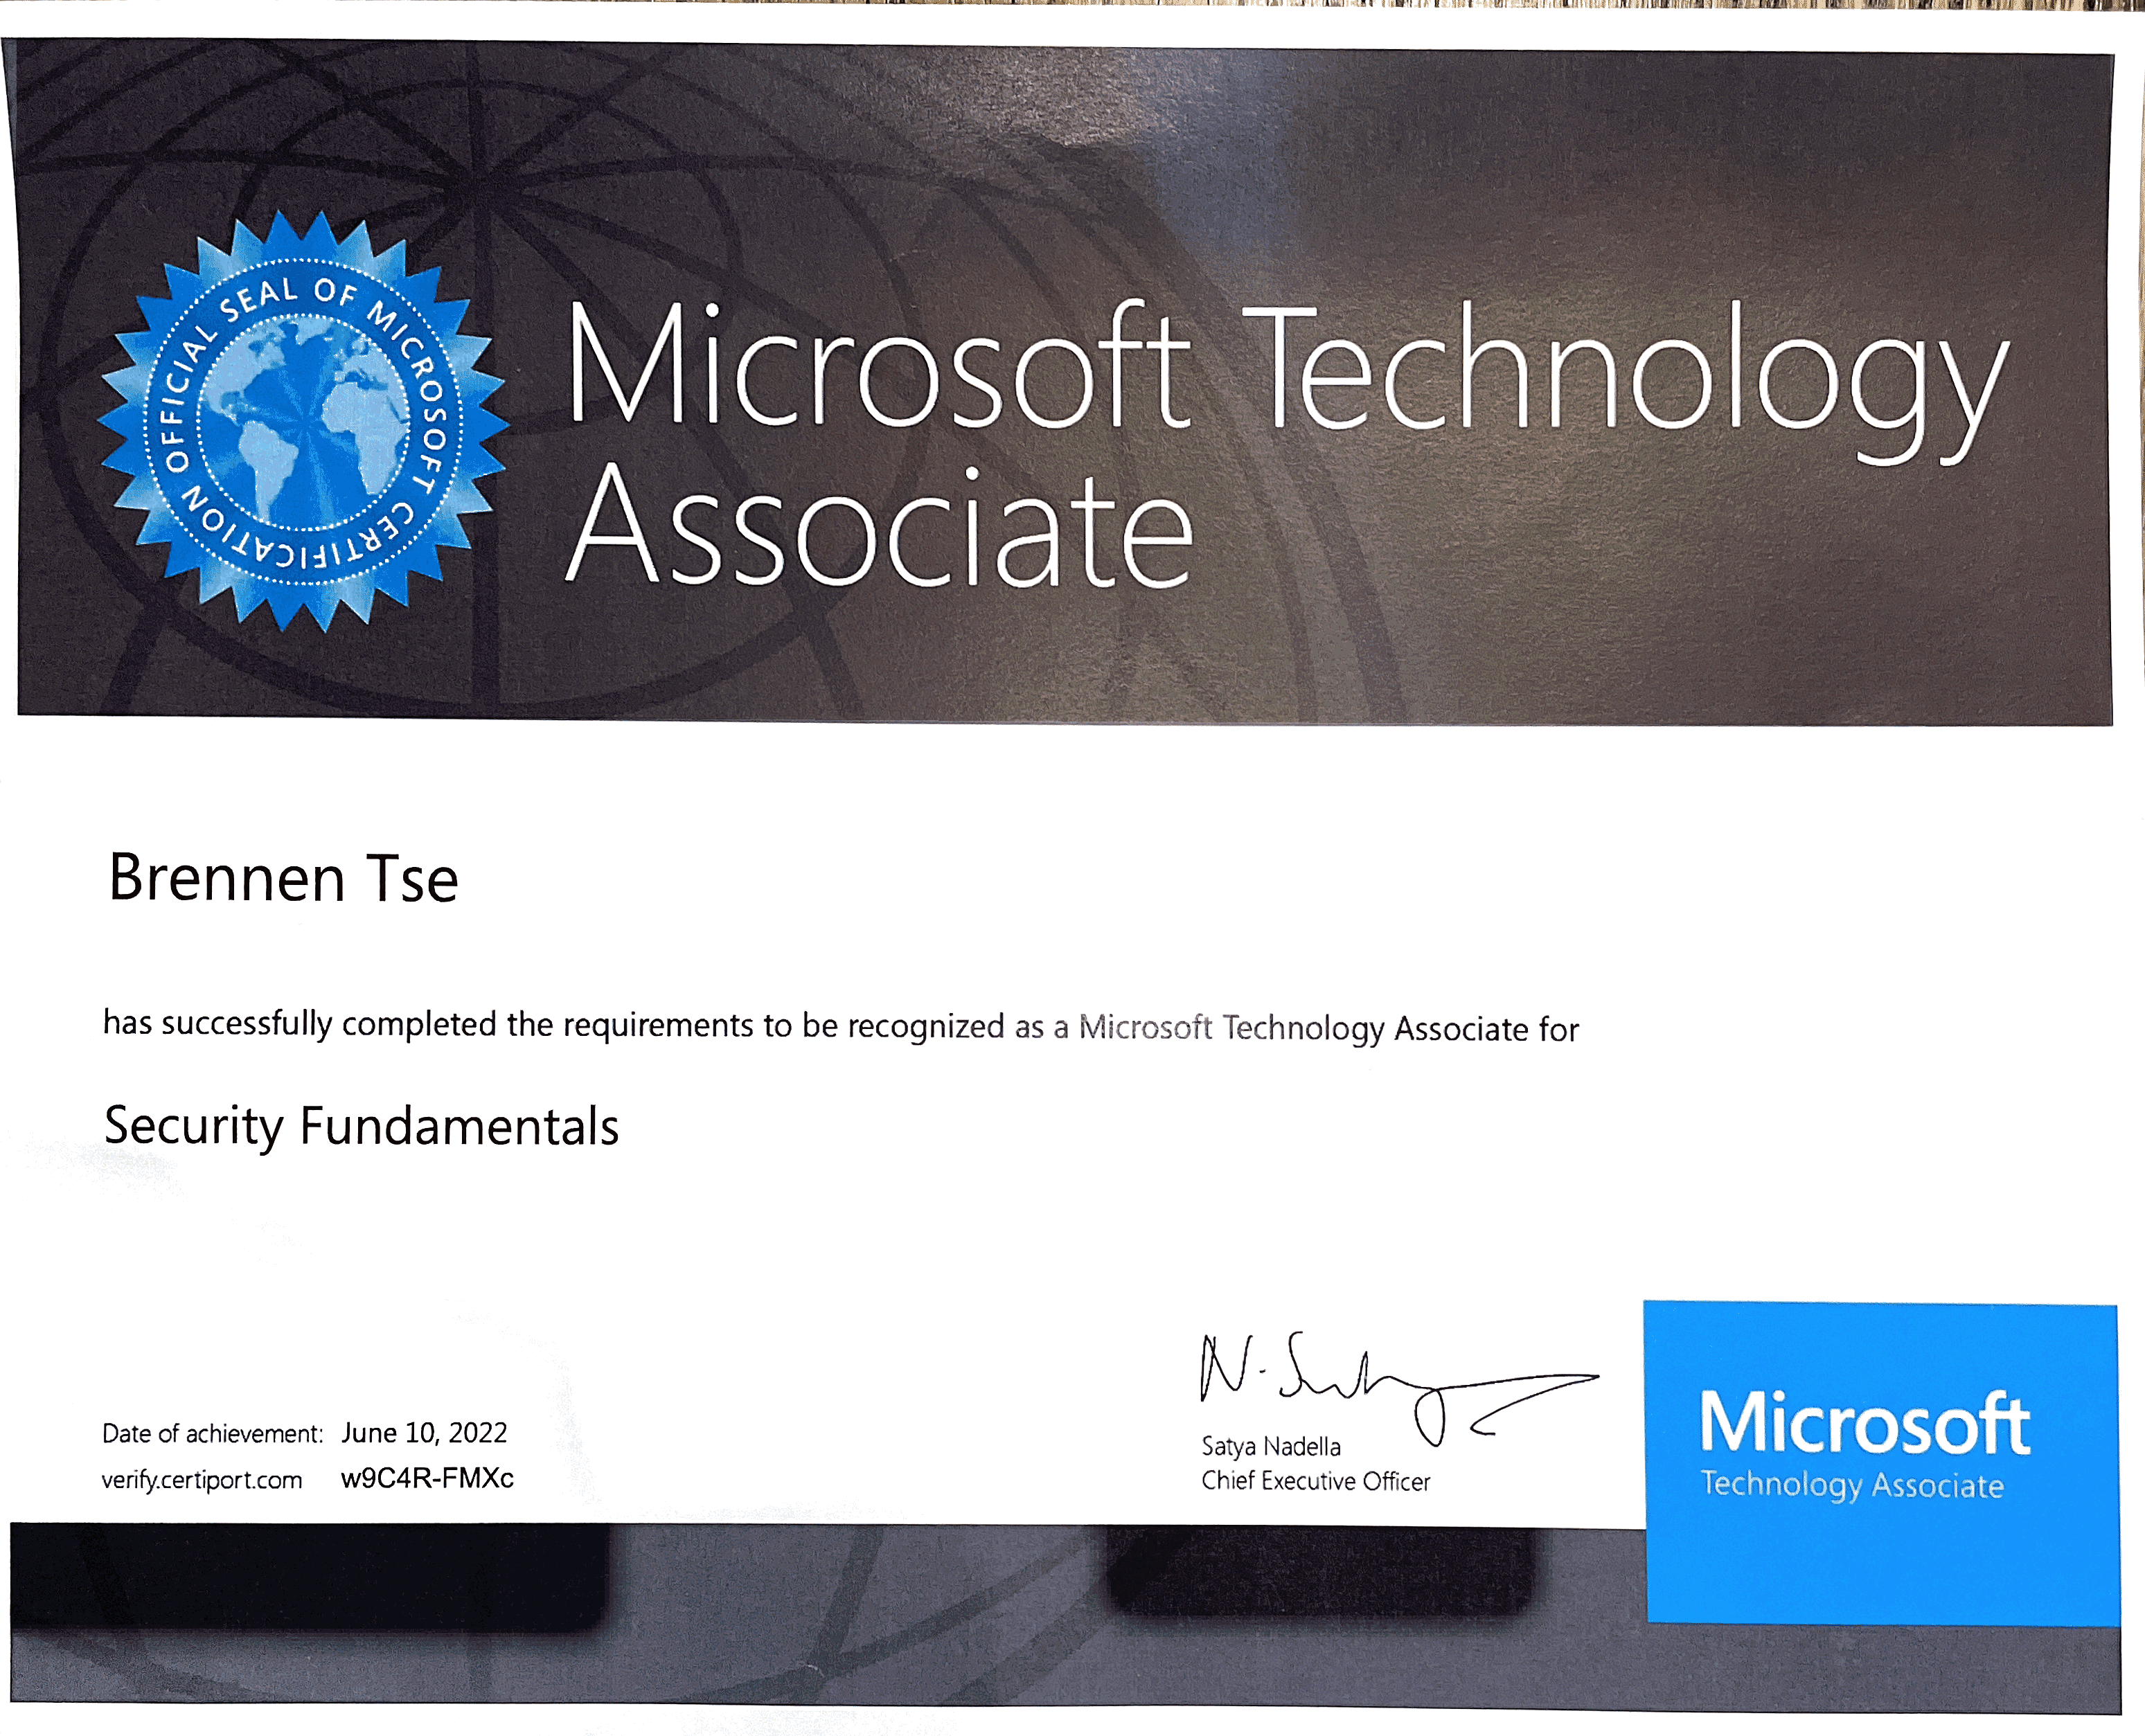 OFFICIAL SEAL OF MICROSOFT CERTIFICATION
Microsoft Technology
Associate
Brennen Tse
has successfully completed the requirements to be recognized as a Microsoft Technology Associate for
Security Fundamentals
Date of achievement: June 10, 2022
verify.certiport.com w9C4R-FMXc
Satya Nadella
Chief Executive Officer
Microsoft
Technology Associate